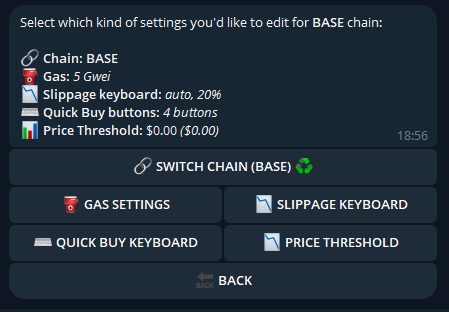 Select which kind of settings you'd like to edit for BASE chain:
🔗 Chain: BASE
⛽ Gas: 5 Gwei
📉 Slippage keyboard: auto, 20%
⌨️ Quick Buy buttons: 4 buttons
📊 Price Threshold: $0.00 ($0.00)
18:56
🔗 SWITCH CHAIN (BASE) ♻️
⛽ GAS SETTINGS
📉 SLIPPAGE KEYBOARD
⌨️ QUICK BUY KEYBOARD
📉 PRICE THRESHOLD
🔙 BACK